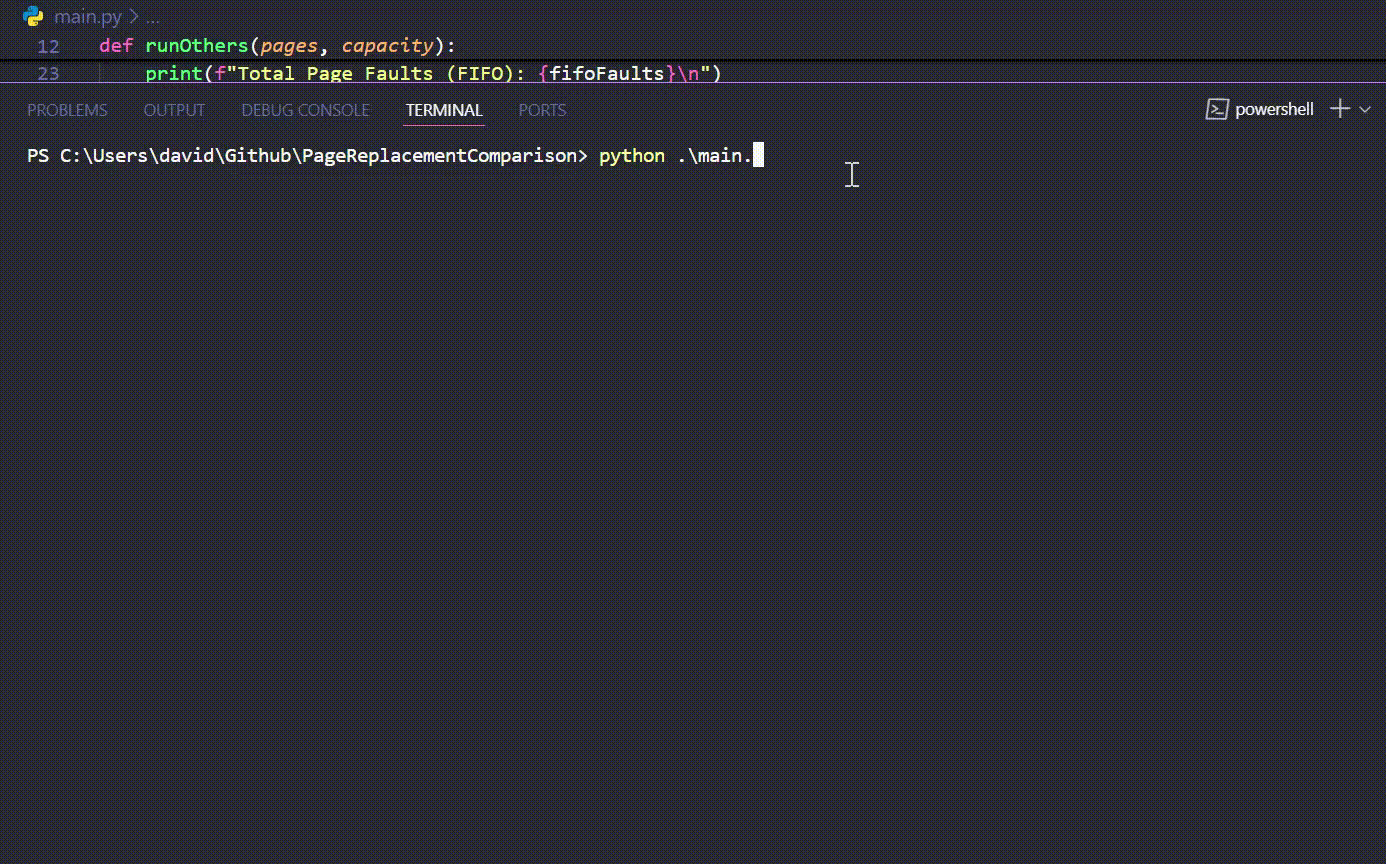 main.py > ...
12 def runOthers(pages, capacity):
23 print(f"Total Page Faults (FIFO): {fifoFaults}\n")
PROBLEMS OUTPUT DEBUG CONSOLE TERMINAL PORTS powershell
PS C:\Users\david\Github\PageReplacementComparison> python .\main.